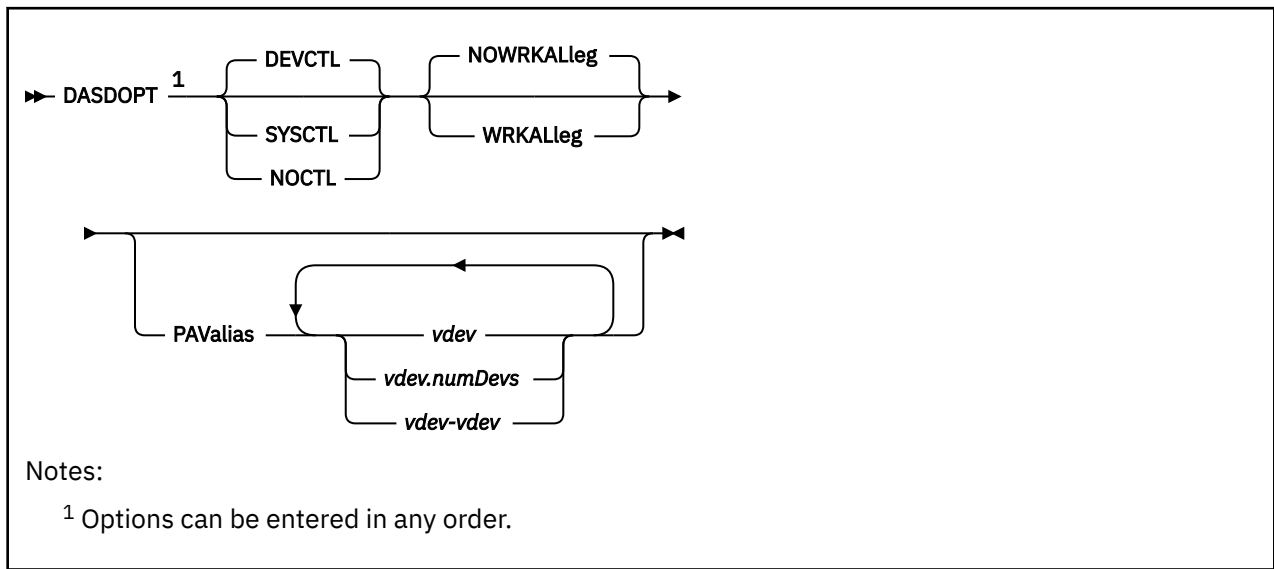 DASDOPT 1 DEVCTL NOWRKALleg
SYSCTL WRKALleg
NOCTL
PAValias vdev
vdev.numDevs
vdev-vdev
Notes:
1 Options can be entered in any order.